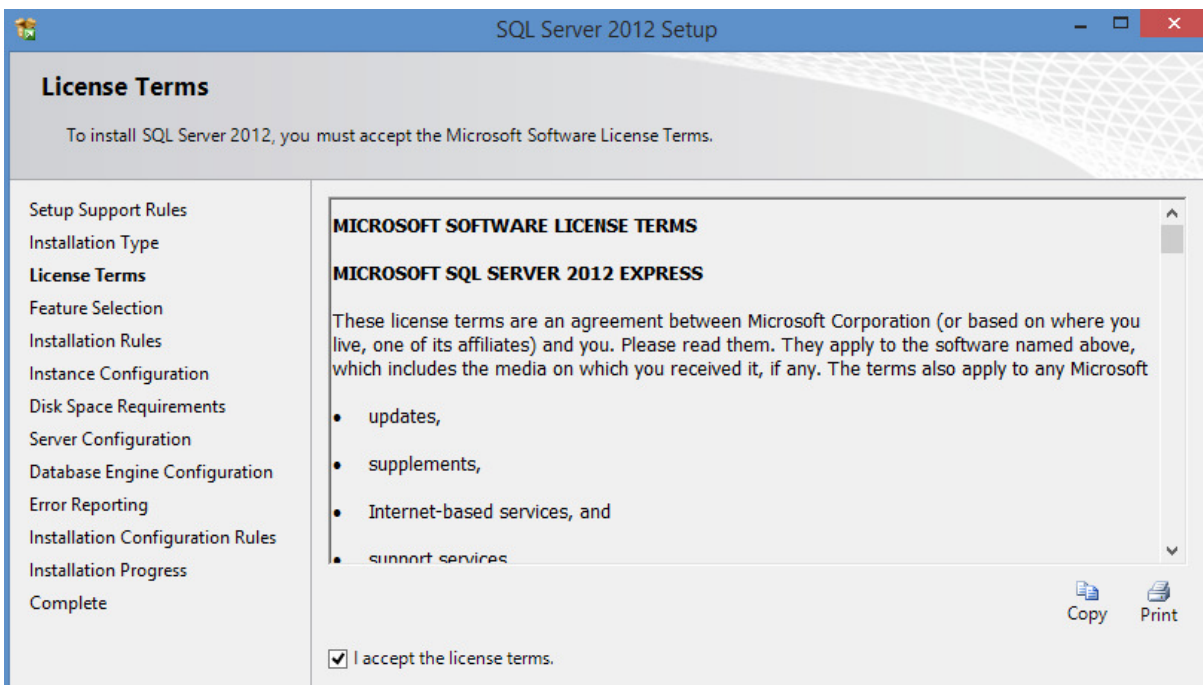 SQL Server 2012 Setup
License Terms
To install SQL Server 2012, you must accept the Microsoft Software License Terms.
Setup Support Rules
Installation Type
License Terms
Feature Selection
Installation Rules
Instance Configuration
Disk Space Requirements
Server Configuration
Database Engine Configuration
Error Reporting
Installation Configuration Rules
Installation Progress
Complete
MICROSOFT SOFTWARE LICENSE TERMS
MICROSOFT SQL SERVER 2012 EXPRESS
These license terms are an agreement between Microsoft Corporation (or based on where you
live, one of its affiliates) and you. Please read them. They apply to the software named above,
which includes the media on which you received it, if any. The terms also apply to any Microsoft
• updates,
• supplements,
• Internet-based services, and
• support services
Copy Print
I accept the license terms.